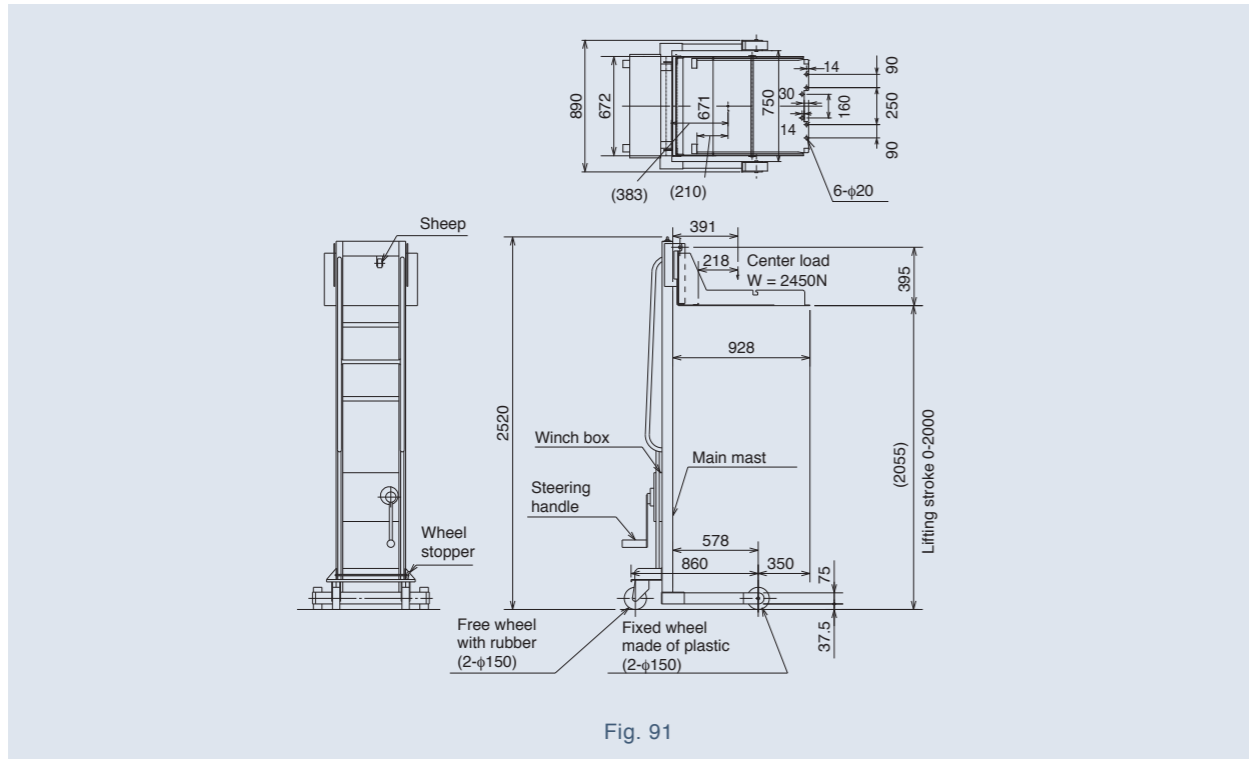 14
90
890
672
671
750
30
160
250
14
90
(383)
(210)
6-φ20
Sheep
391
218
Center load
W = 2450N
395
928
2520
Winch box
Main mast
Steering
handle
(2055)
Lifting stroke 0-2000
Wheel
stopper
578
860
350
75
37.5
Free wheel
with rubber
(2-φ150)
Fixed wheel
made of plastic
(2-φ150)
Fig. 91